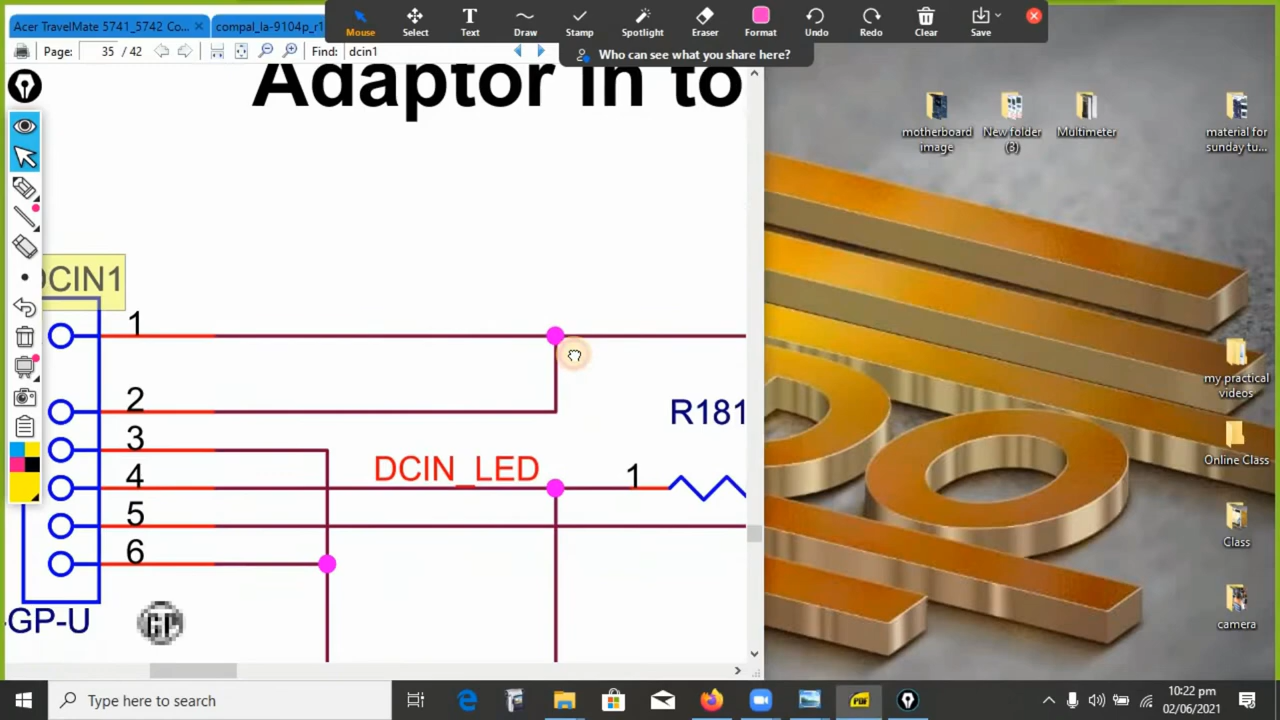 Acer TravelMate 5741_5742 Co...
compal_la-9104p_r1
Mouse
Select
Text
Draw
Stamp
Spotlight
Eraser
Format
Undo
Redo
Clear
Save
Who can see what you share here?
Page: 35 / 42
Find: dcin1
Adaptor in to
DCIN1
1
2
3
4
5
6
DCIN_LED
1
R181
-GP-U
GP
motherboard image
New folder (3)
Multimeter
material for sunday tu...
my practical videos
Online Class
Class
camera
Type here to search
PDF
10:22 pm
02/06/2021